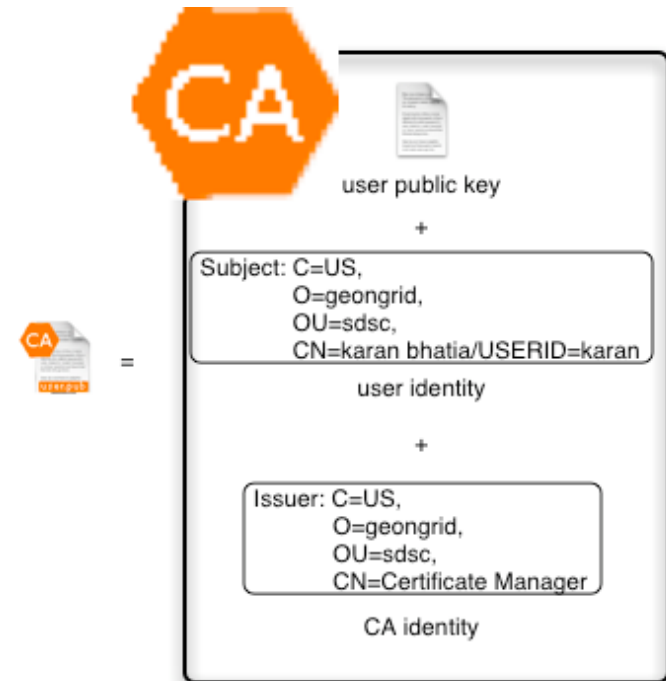 CA
user public key
+
Subject: C=US,
O=geongrid,
OU=sdsc,
CN=karan bhatia/USERID=karan
user identity
CA
userpub
=
+
Issuer: C=US,
O=geongrid,
OU=sdsc,
CN=Certificate Manager
CA identity